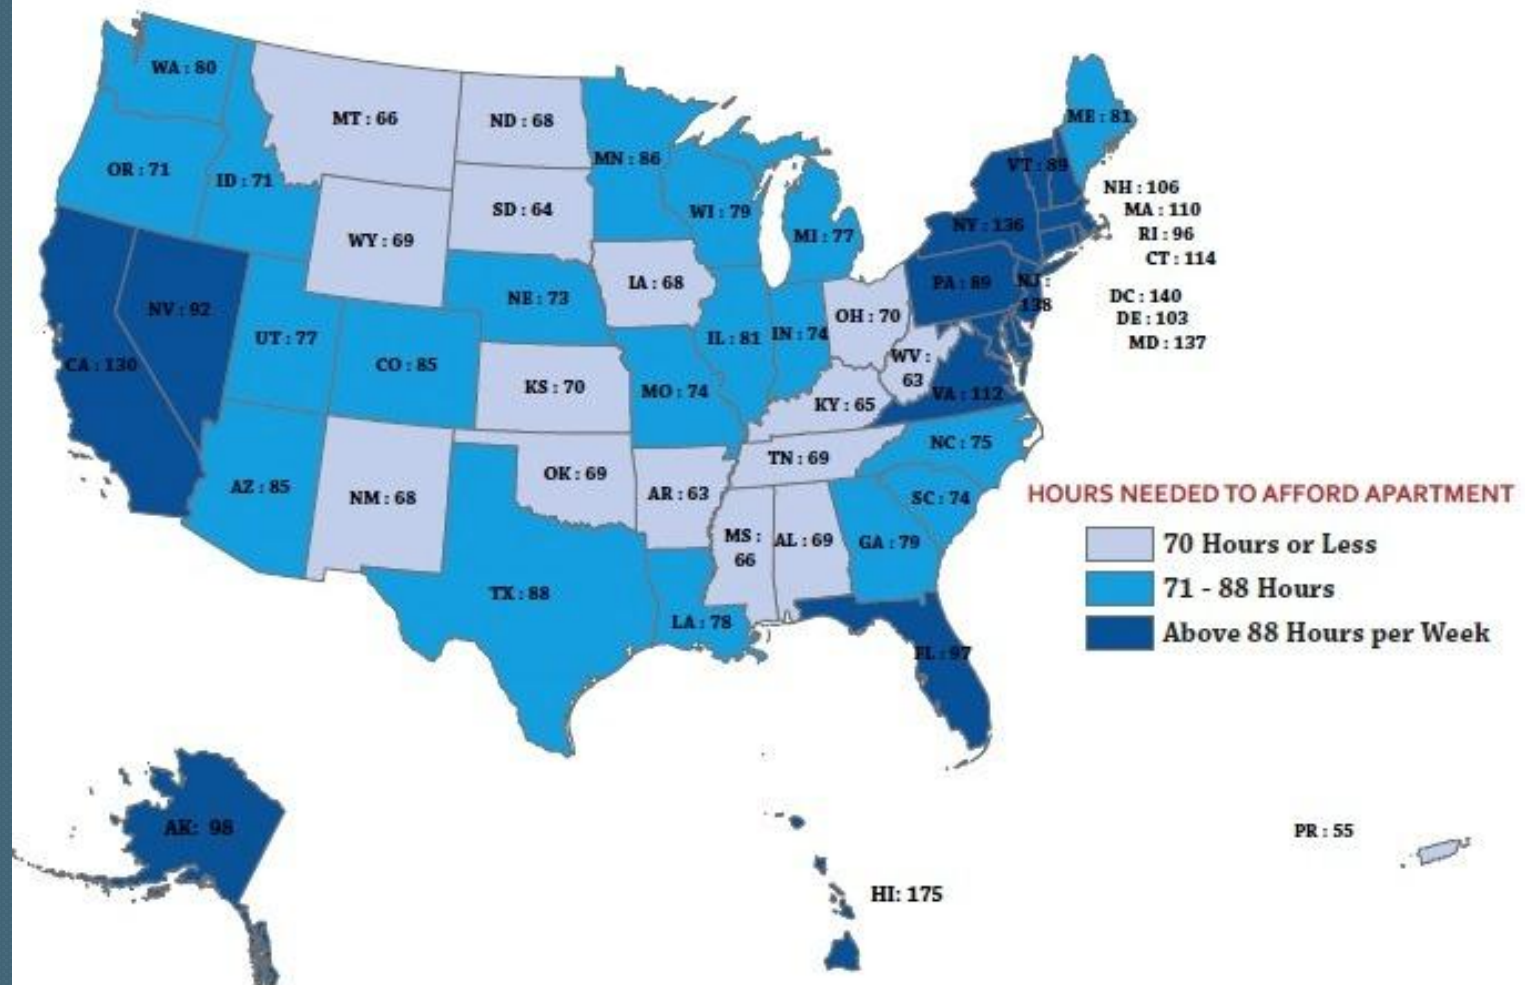 WA : 80
MT : 66
ND : 68
MN : 86
OR : 71
ID : 71
SD : 64
WY : 69
WI : 79
MI : 77
ME : 81
VT : 89
NH : 106
MA : 110
RI : 96
CT : 114
NY : 136
PA : 89
NJ :
138
DC : 140
DE : 103
MD : 137
CA : 130
NV : 92
UT : 77
CO : 85
NE : 73
IA : 68
IL : 81
IN : 74
OH : 70
WV :
63
VA : 112
KS : 70
MO : 74
KY : 65
AZ : 85
NM : 68
OK : 69
AR : 63
TN : 69
NC : 75
SC : 74
MS :
66
AL : 69
GA : 79
TX : 88
LA : 78
FL : 97
HOURS NEEDED TO AFFORD APARTMENT
70 Hours or Less
71 - 88 Hours
Above 88 Hours per Week
AK: 98
HI: 175
PR : 55